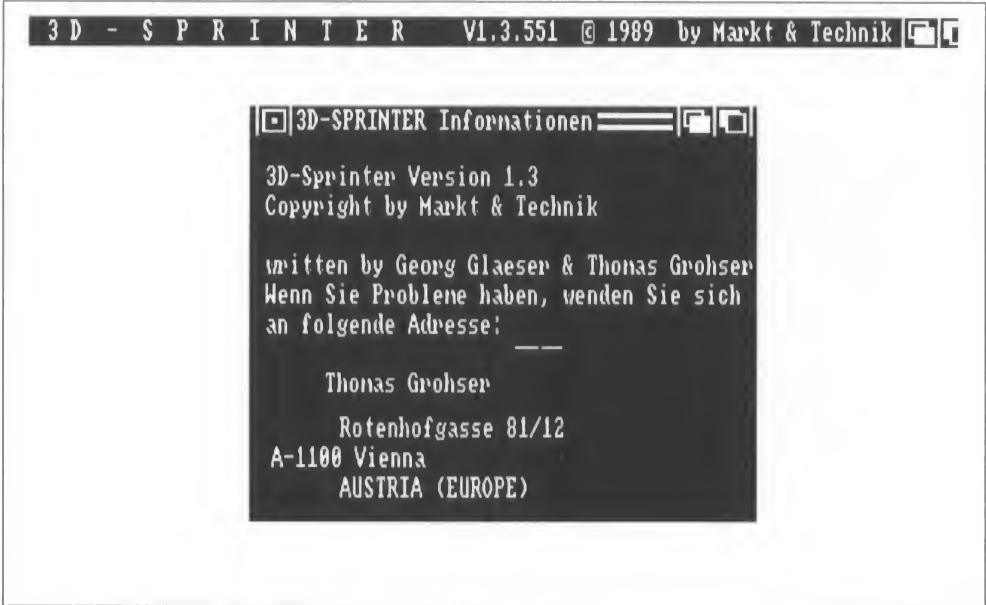 3D - SPRINTER V1.3.551 © 1989 by Markt & Technik
3D-SPRINTER Informationen
3D-Sprinter Version 1.3
Copyright by Markt & Technik
written by Georg Glaeser & Thomas Grohser
Wenn Sie Probleme haben, wenden Sie sich
an folgende Adresse:
Thomas Grohser
Rotenhofgasse 81/12
A-1100 Vienna
AUSTRIA (EUROPE)